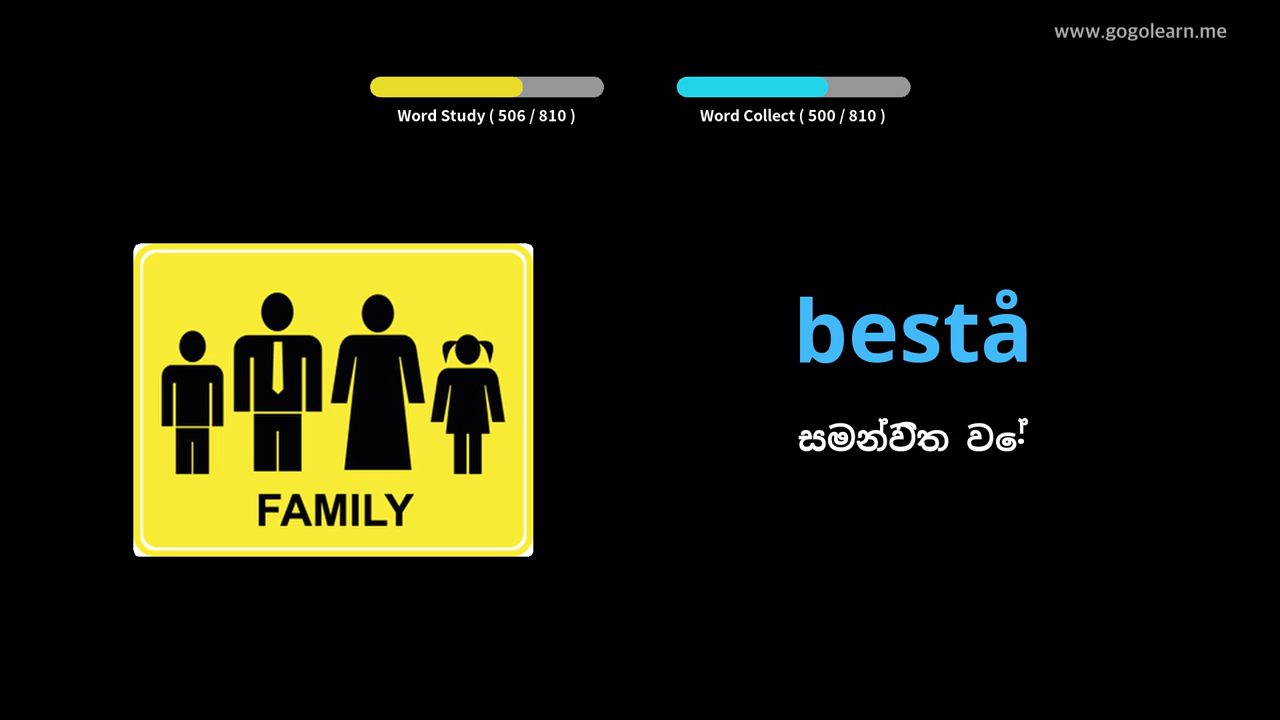 www.gogolearn.me
Word Study ( 506 / 810 )
Word Collect ( 500 / 810 )
FAMILY
bestå
සමන්විත වේ.